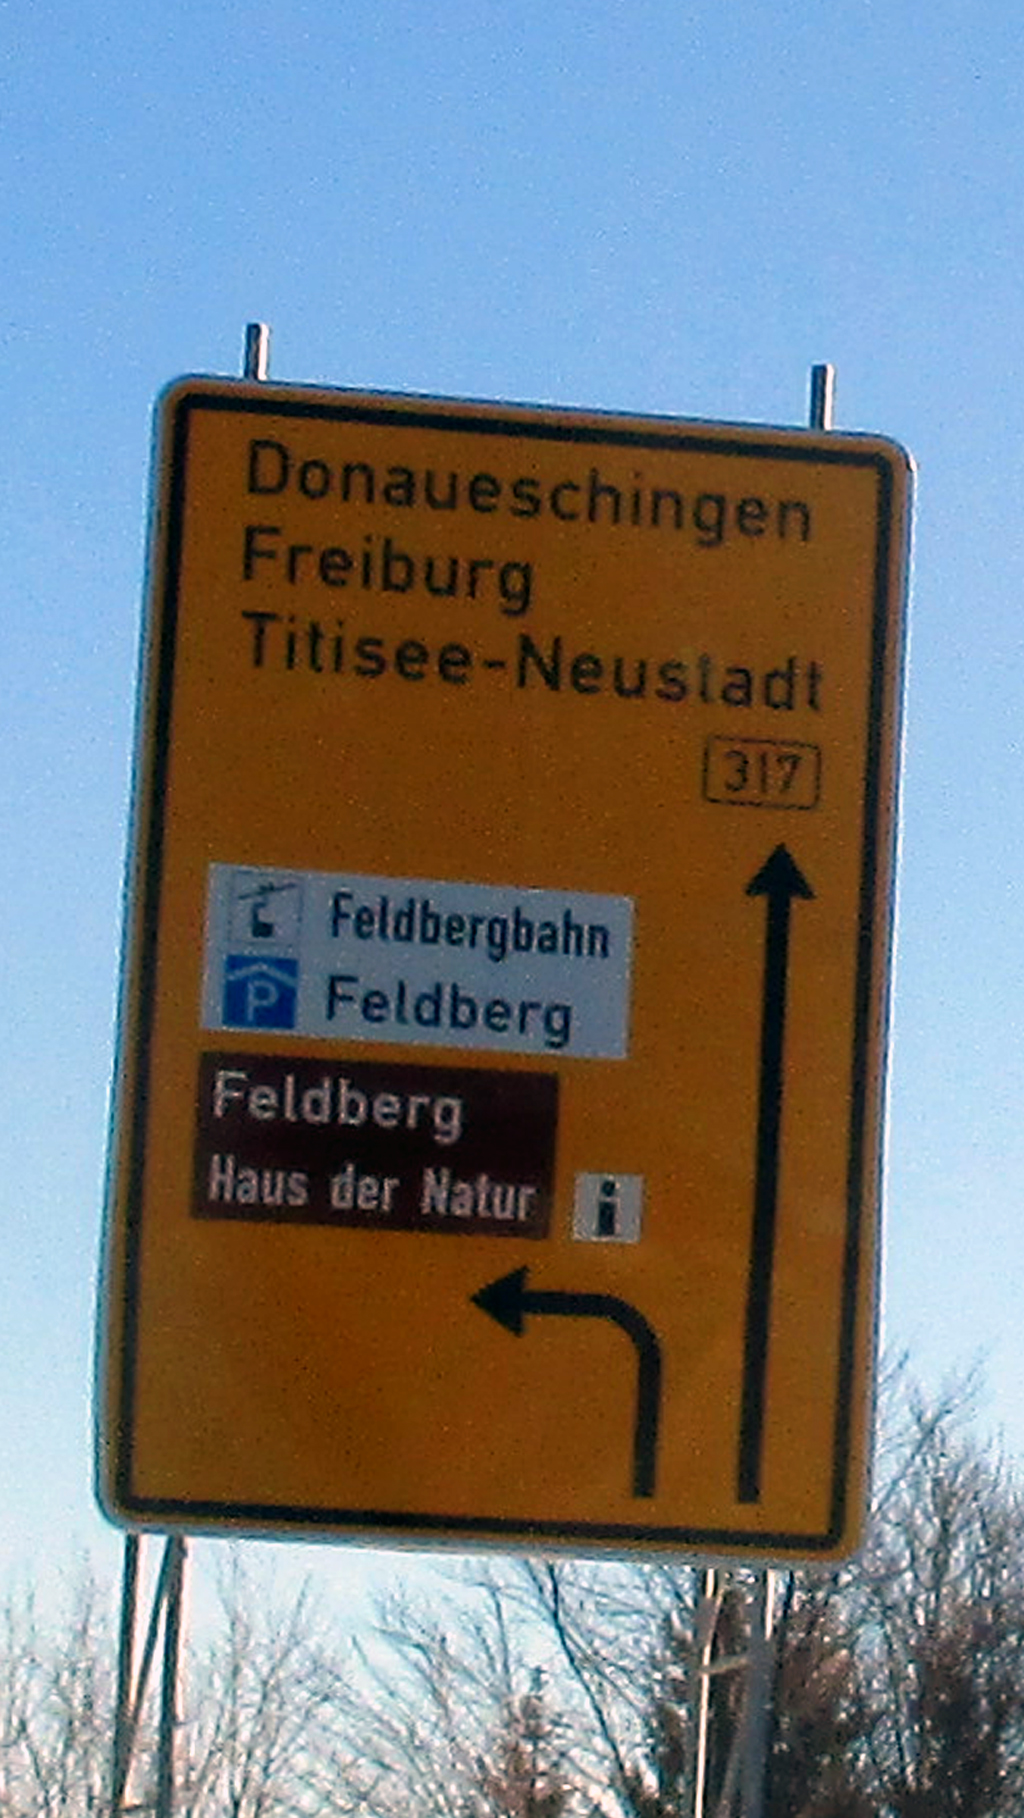 Donaueschingen
Freiburg
Titisee-Neustadt
317
Feldbergbahn
P Feldberg
Feldberg
Haus der Natur i